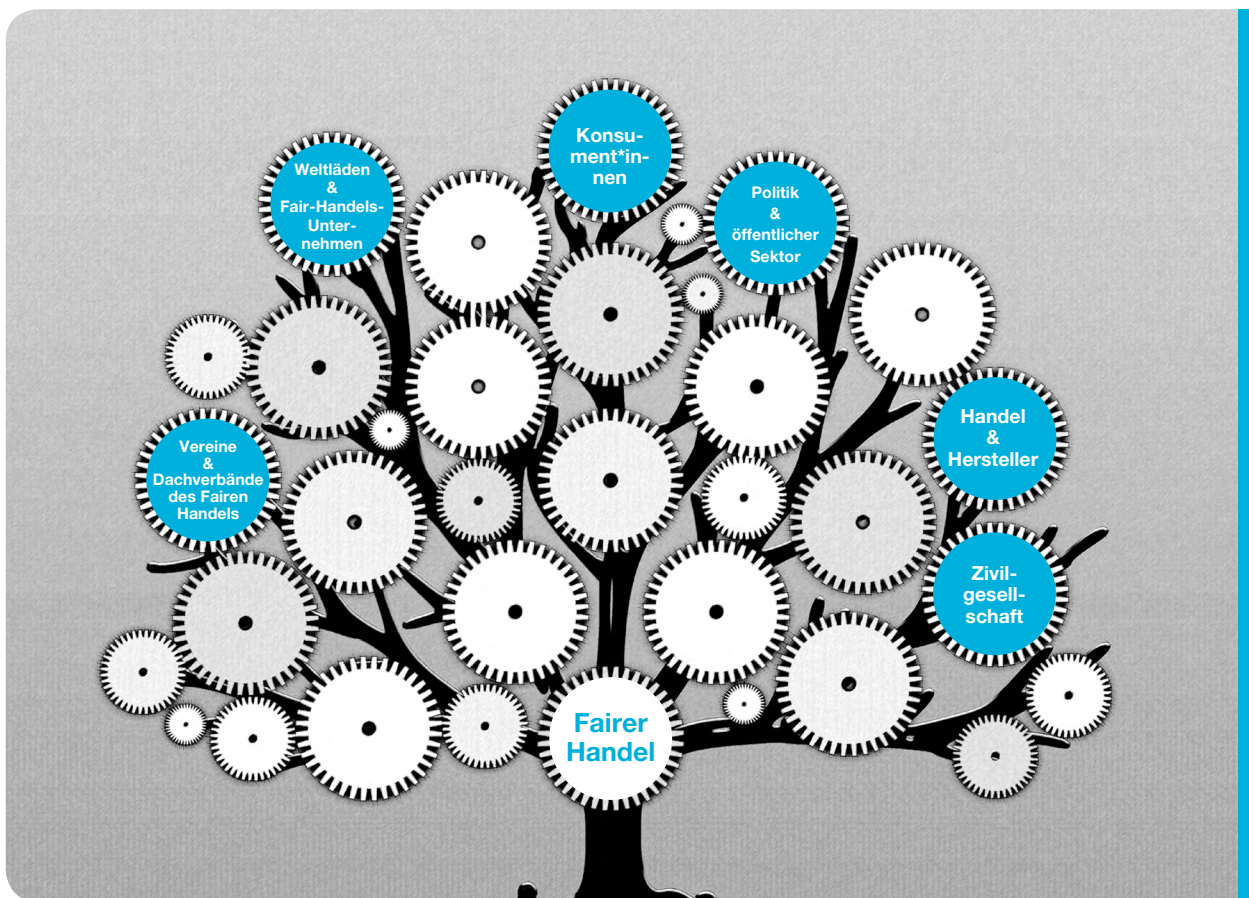 Konsu-
ment*in-
nen
Weltläden
&
Fair-Handels-
Unter-
nehmen
Politik
&
öffentlicher
Sektor
Handel
&
Hersteller
Vereine
&
Dachverbände
des Fairen
Handels
Zivil-
gesell-
schaft
Fairer
Handel